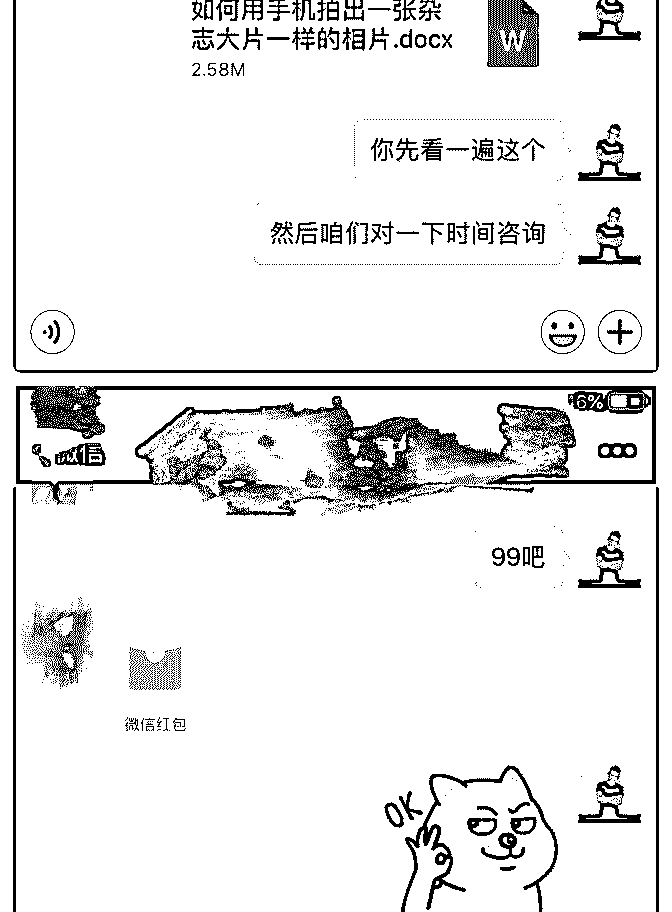 如何用手机拍出一张杂
志大片一样的相片.docx
W
2.58M
你先看一遍这个
然后咱们对一下时间咨询
6%
微信
99吧
微信红包
OK